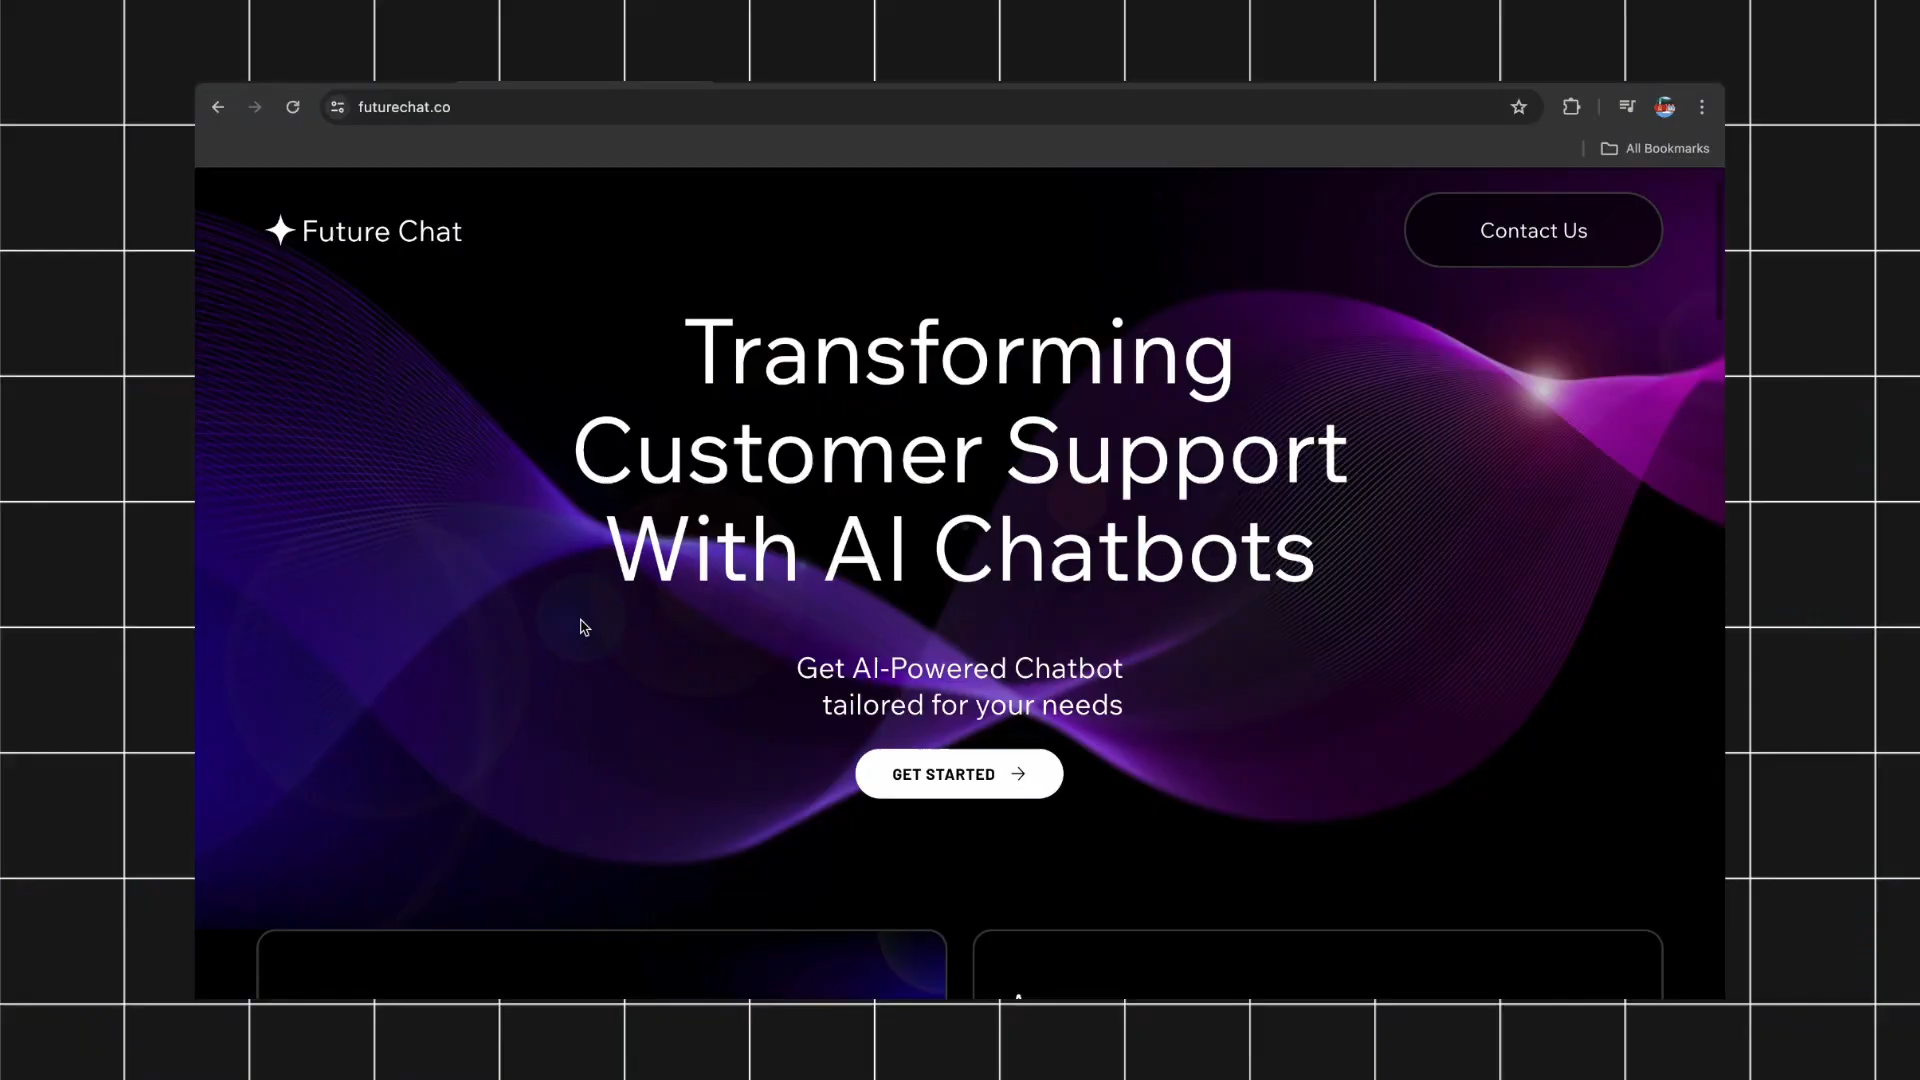 futurechat.co
All Bookmarks
Future Chat
Contact Us
Transforming
Customer Support
With AI Chatbots
Get AI-Powered Chatbot
tailored for your needs
GET STARTED